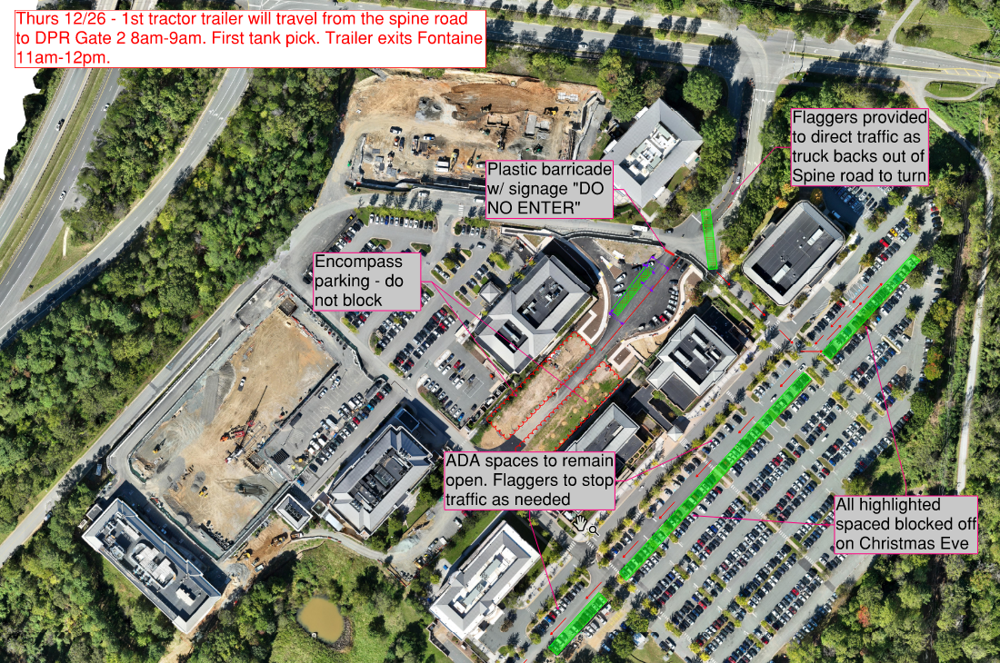 Thurs 12/26 - 1st tractor trailer will travel from the spine road
to DPR Gate 2 8am-9am. First tank pick. Trailer exits Fontaine
11am-12pm.
Flaggers provided
to direct traffic as
truck backs out of
Spine road to turn
Plastic barricade
w/ signage "DO
NO ENTER"
Encompass
parking - do
not block
ADA spaces to remain
open. Flaggers to stop
traffic as needed
All highlighted
spaced blocked off
on Christmas Eve